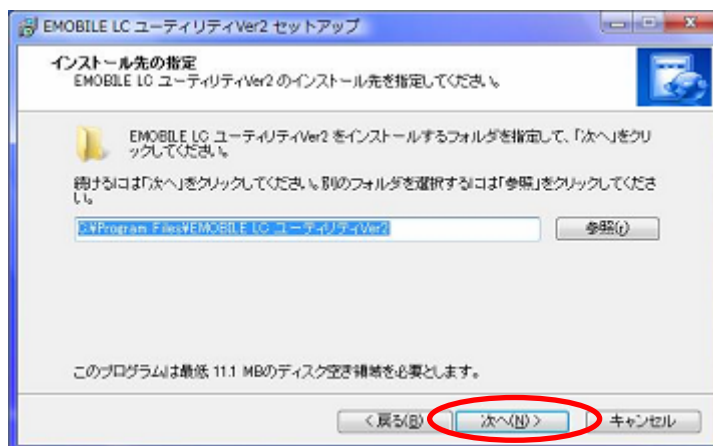 EMOBILE LC ユーティリティVer2 セットアップ
インストール先の指定
EMOBILE LC ユーティリティVer2 のインストール先を指定してください。
EMOBILE LC ユーティリティVer2 をインストールするフォルダを指定して、「次へ」をクリ
ックしてください。
続けるには「次へ」をクリックしてください。別のフォルダを選択するには「参照」をクリックしてくださ
い。
C:¥Program Files¥EMOBILE LC ユーティリティVer2
参照(r)
このプログラムは最低 11.1 MBのディスク空き領域を必要とします。
< 戻る(B)
次へ(N) >
キャンセル